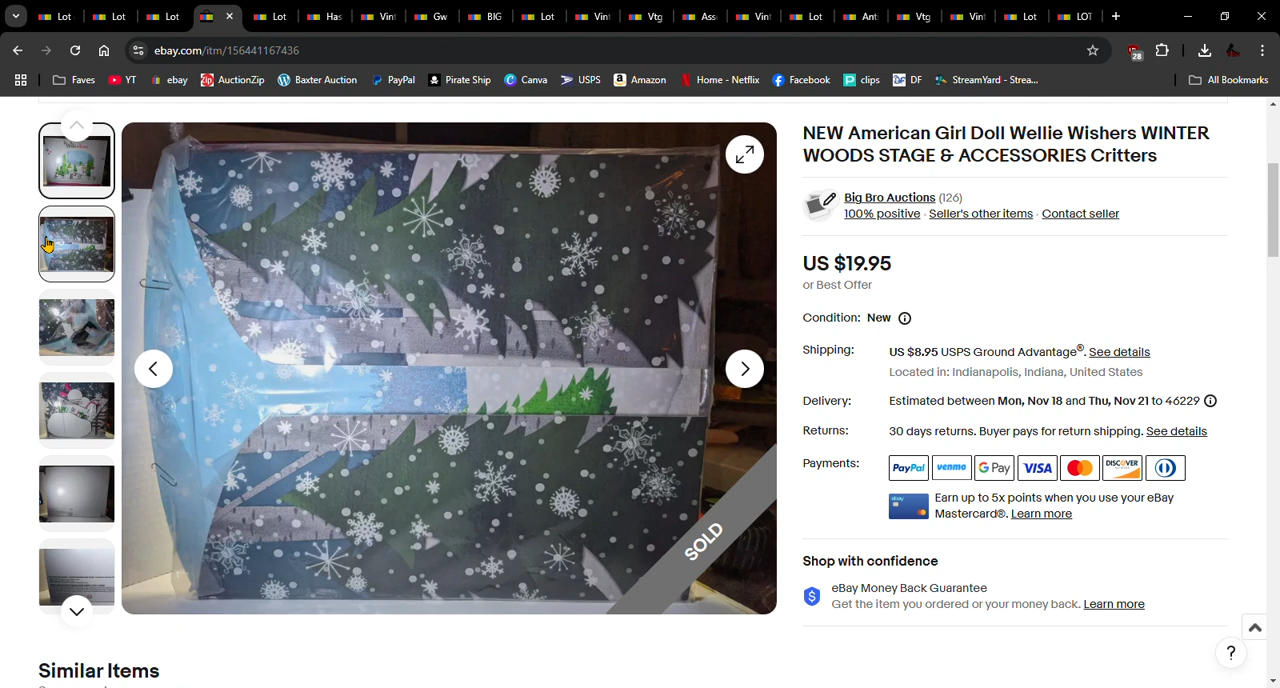 Lot
Lot
Lot
Lot
Has
Vin
Gw
BIG
Lot
Vin
Vtg
Ass
Vin
Lot
Ant
Vtg
Vin
Lot
LOT
ebay.com/item/156441167436
28
Faves
YT
ebay
AuctionZip
Baxter Auction
PayPal
Pirate Ship
Canva
USPS
Amazon
Home - Netflix
Facebook
clips
DF
StreamYard - Strea...
All Bookmarks
NEW American Girl Doll Wellie Wishers WINTER
WOODS STAGE & ACCESSORIES Critters
Big Bro Auctions (126)
100% positive · Seller's other items · Contact seller
US $19.95
or Best Offer
Condition: New
Shipping: US $8.95 USPS Ground Advantage®. See details
Located in: Indianapolis, Indiana, United States
Delivery: Estimated between Mon, Nov 18 and Thu, Nov 21 to 46229
Returns: 30 days returns. Buyer pays for return shipping. See details
Payments: PayPal venmo G Pay VISA DISCOVER
ebay Earn up to 5x points when you use your eBay
Mastercard®. Learn more
SOLD
Shop with confidence
eBay Money Back Guarantee
Get the item you ordered or your money back. Learn more
Similar Items
?